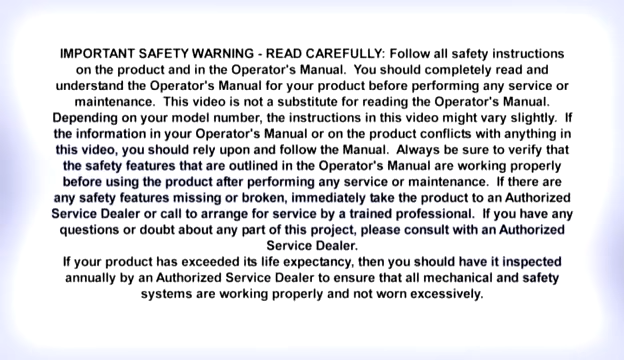 IMPORTANT SAFETY WARNING - READ CAREFULLY: Follow all safety instructions
on the product and in the Operator's Manual.  You should completely read and
understand the Operator's Manual for your product before performing any service or
maintenance.  This video is not a substitute for reading the Operator's Manual.
Depending on your model number, the instructions in this video might vary slightly.  If
the information in your Operator's Manual or on the product conflicts with anything in
this video, you should rely upon and follow the Manual.  Always be sure to verify that
the safety features that are outlined in the Operator's Manual are working properly
before using the product after performing any service or maintenance.  If there are
any safety features missing or broken, immediately take the product to an Authorized
Service Dealer or call to arrange for service by a trained professional.  If you have any
questions or doubt about any part of this project, please consult with an Authorized
Service Dealer.
If your product has exceeded its life expectancy, then you should have it inspected
annually by an Authorized Service Dealer to ensure that all mechanical and safety
systems are working properly and not worn excessively.